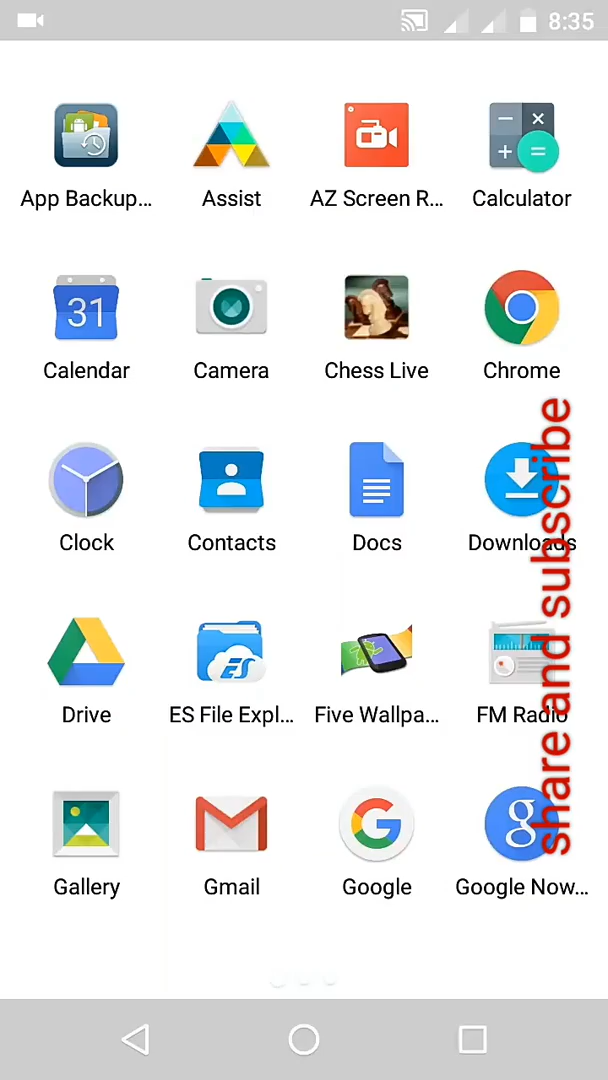 8:35
App Backup...
Assist
AZ Screen R...
Calculator
31
Calendar
Camera
Chess Live
Chrome
Clock
Contacts
Docs
Downloads
ES
Drive
ES File Expl...
Five Wallpa...
FM Radio
G
g
Gallery
Gmail
Google
Google Now...
share and subscribe